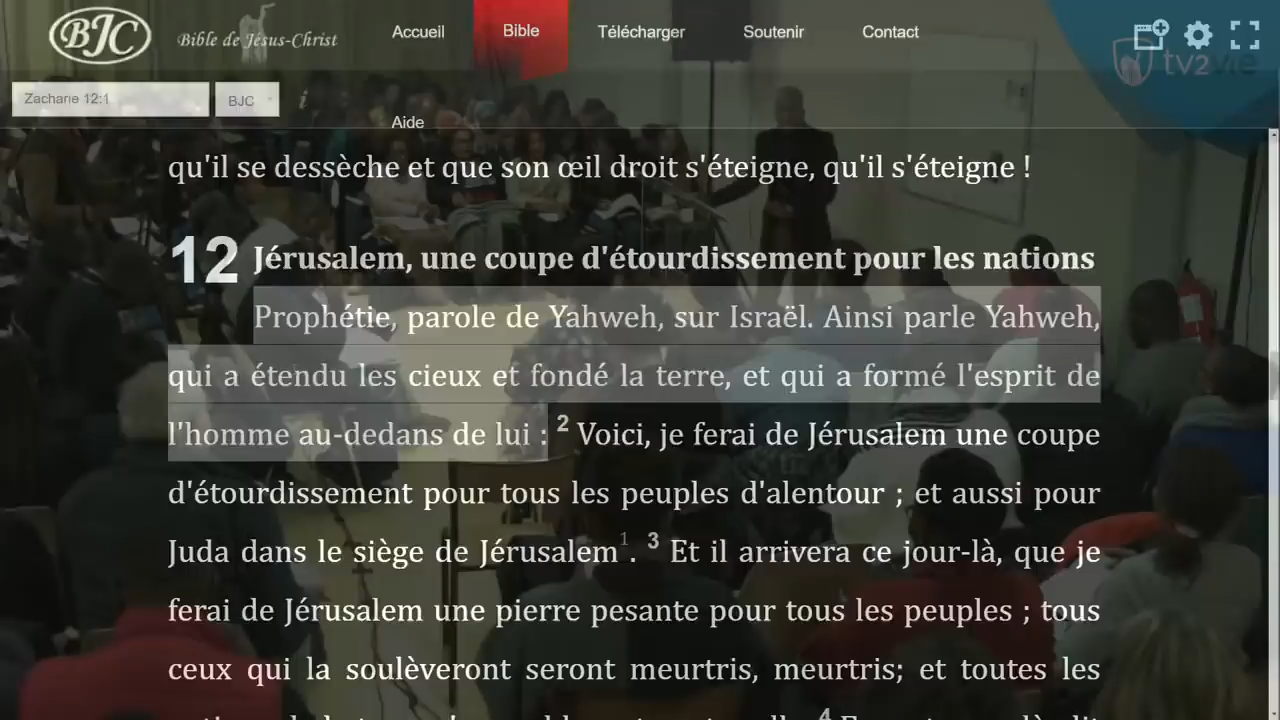 BJC
Bible de Jésus-Christ
Accueil
Bible
Télécharger
Soutenir
Contact
tv2vie
Zacharie 12:1
BJC
i
Aide
qu'il se dessèche et que son œil droit s'éteigne, qu'il s'éteigne !
12 Jérusalem, une coupe d'étourdissement pour les nations
Prophétie, parole de Yahweh, sur Israël. Ainsi parle Yahweh,
qui a étendu les cieux et fondé la terre, et qui a formé l'esprit de
l'homme au-dedans de lui : 2 Voici, je ferai de Jérusalem une coupe
d'étourdissement pour tous les peuples d'alentour ; et aussi pour
Juda dans le siège de Jérusalem1. 3 Et il arrivera ce jour-là, que je
ferai de Jérusalem une pierre pesante pour tous les peuples ; tous
ceux qui la soulèveront seront meurtris, meurtris; et toutes les
4